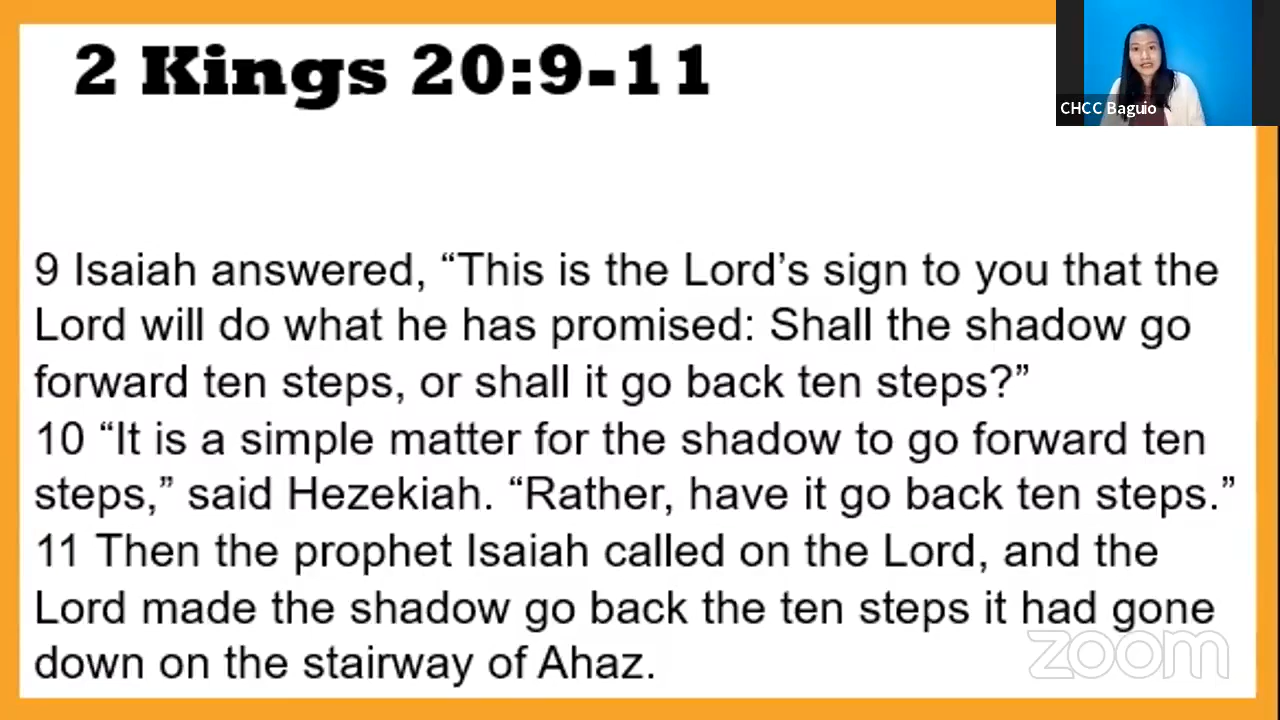 2 Kings 20:9-11
CHCC Baguio
9 Isaiah answered, “This is the Lord’s sign to you that the
Lord will do what he has promised: Shall the shadow go
forward ten steps, or shall it go back ten steps?”
10 “It is a simple matter for the shadow to go forward ten
steps,” said Hezekiah. “Rather, have it go back ten steps.”
11 Then the prophet Isaiah called on the Lord, and the
Lord made the shadow go back the ten steps it had gone
down on the stairway of Ahaz.
zoom